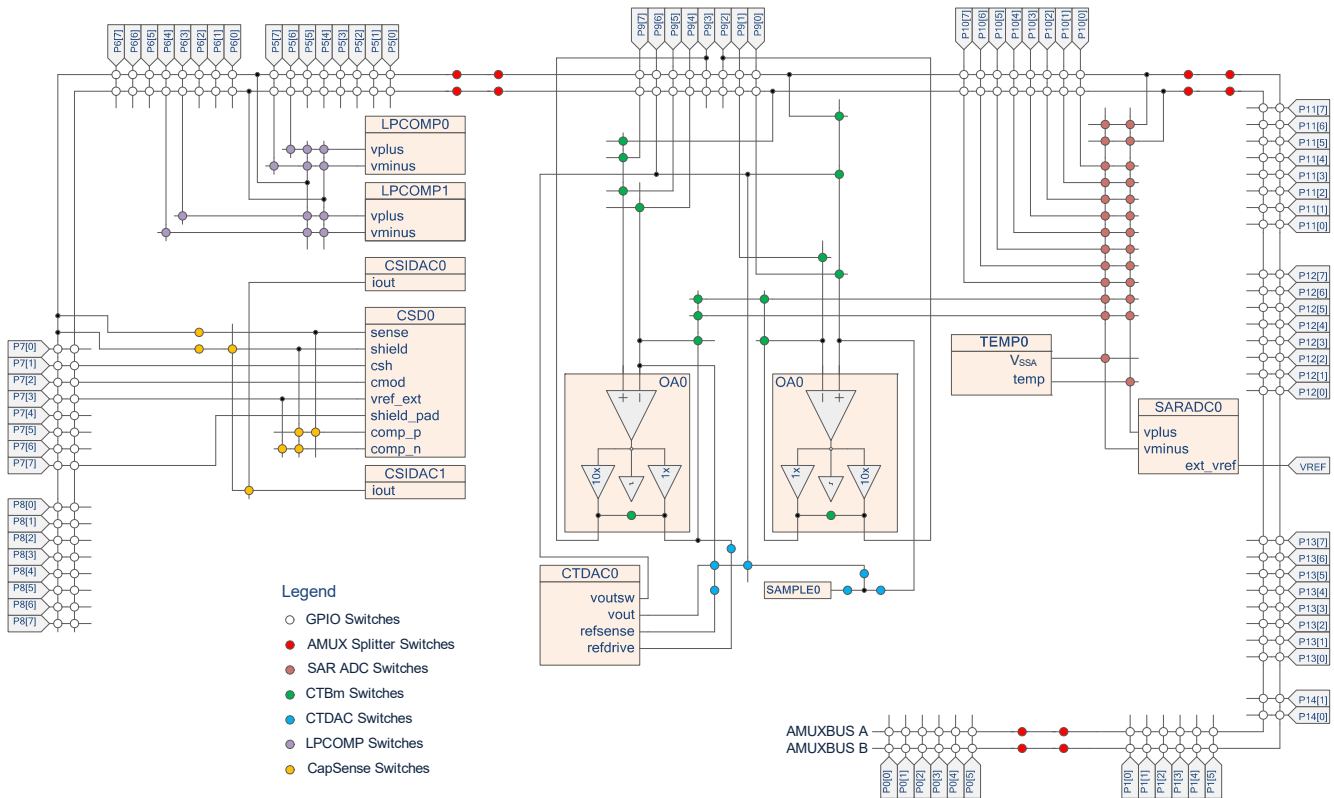 P6[7]
P6[6]
P6[5]
P6[4]
P6[3]
P6[2]
P6[1]
P6[0]
P5[7]
P5[6]
P5[5]
P5[4]
P5[3]
P5[2]
P5[1]
P5[0]
P9[7]
P9[6]
P9[5]
P9[4]
P9[3]
P9[2]
P9[1]
P9[0]
P10[7]
P10[6]
P10[5]
P10[4]
P10[3]
P10[2]
P10[1]
P10[0]
P11[7]
P11[6]
P11[5]
P11[4]
P11[3]
P11[2]
P11[1]
P11[0]
LPCOMP0
vplus
vminus
LPCOMP1
vplus
vminus
CSIDAC0
iout
CSD0
sense
shield
csh
cmod
vref_ext
shield_pad
comp_p
comp_n
CSIDAC1
iout
P7[0]
P7[1]
P7[2]
P7[3]
P7[4]
P7[5]
P7[6]
P7[7]
P8[0]
P8[1]
P8[2]
P8[3]
P8[4]
P8[5]
P8[6]
P8[7]
P12[7]
P12[6]
P12[5]
P12[4]
P12[3]
P12[2]
P12[1]
P12[0]
TEMP0
VSSA
temp
SARADC0
vplus
vminus
ext_vref
VREF
OA0
+
10x
1x
OA0
+
1x
10x
CTDAC0
voutsw
vout
refsense
refdrive
SAMPLE0
P13[7]
P13[6]
P13[5]
P13[4]
P13[3]
P13[2]
P13[1]
P13[0]
P14[1]
P14[0]
Legend
GPIO Switches
AMUX Splitter Switches
SAR ADC Switches
CTBm Switches
CTDAC Switches
LPCOMP Switches
CapSense Switches
AMUXBUS A
AMUXBUS B
P0[0]
P0[1]
P0[2]
P0[3]
P0[4]
P0[5]
P1[0]
P1[1]
P1[2]
P1[3]
P1[4]
P1[5]